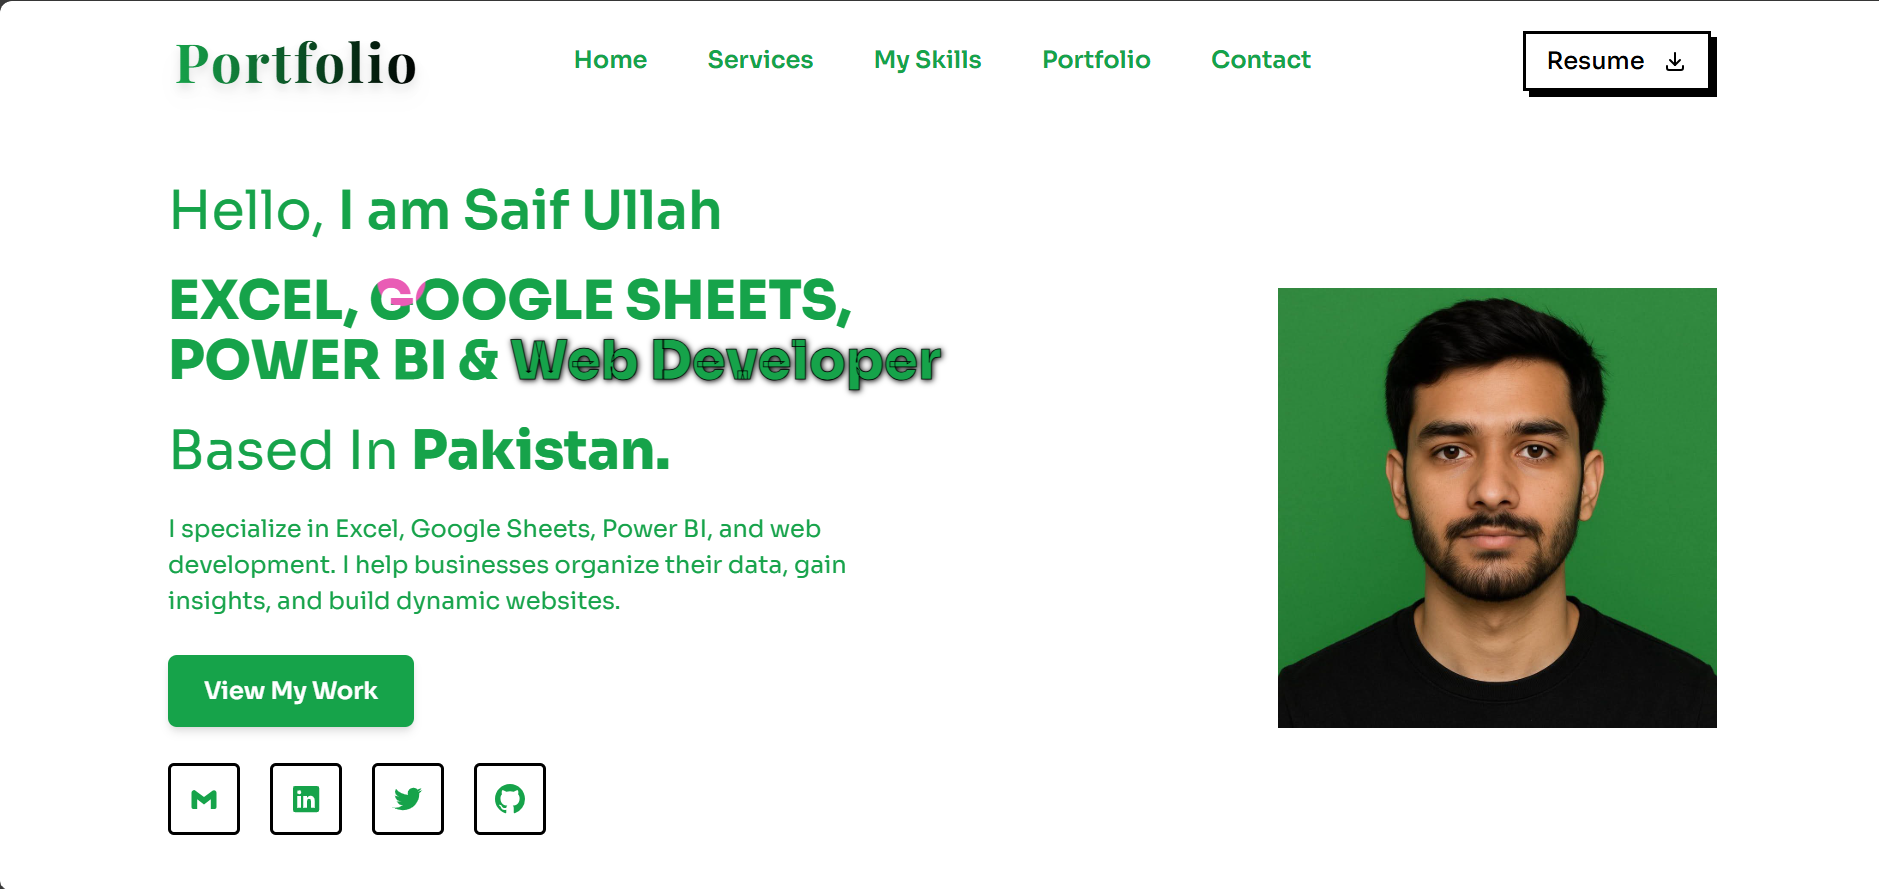 Portfolio
Home Services My Skills Portfolio Contact
Resume
Hello, I am Saif Ullah
EXCEL, GOOGLE SHEETS,
POWER BI & Web Developer
Based In Pakistan.
I specialize in Excel, Google Sheets, Power BI, and web
development. I help businesses organize their data, gain
insights, and build dynamic websites.
View My Work
in